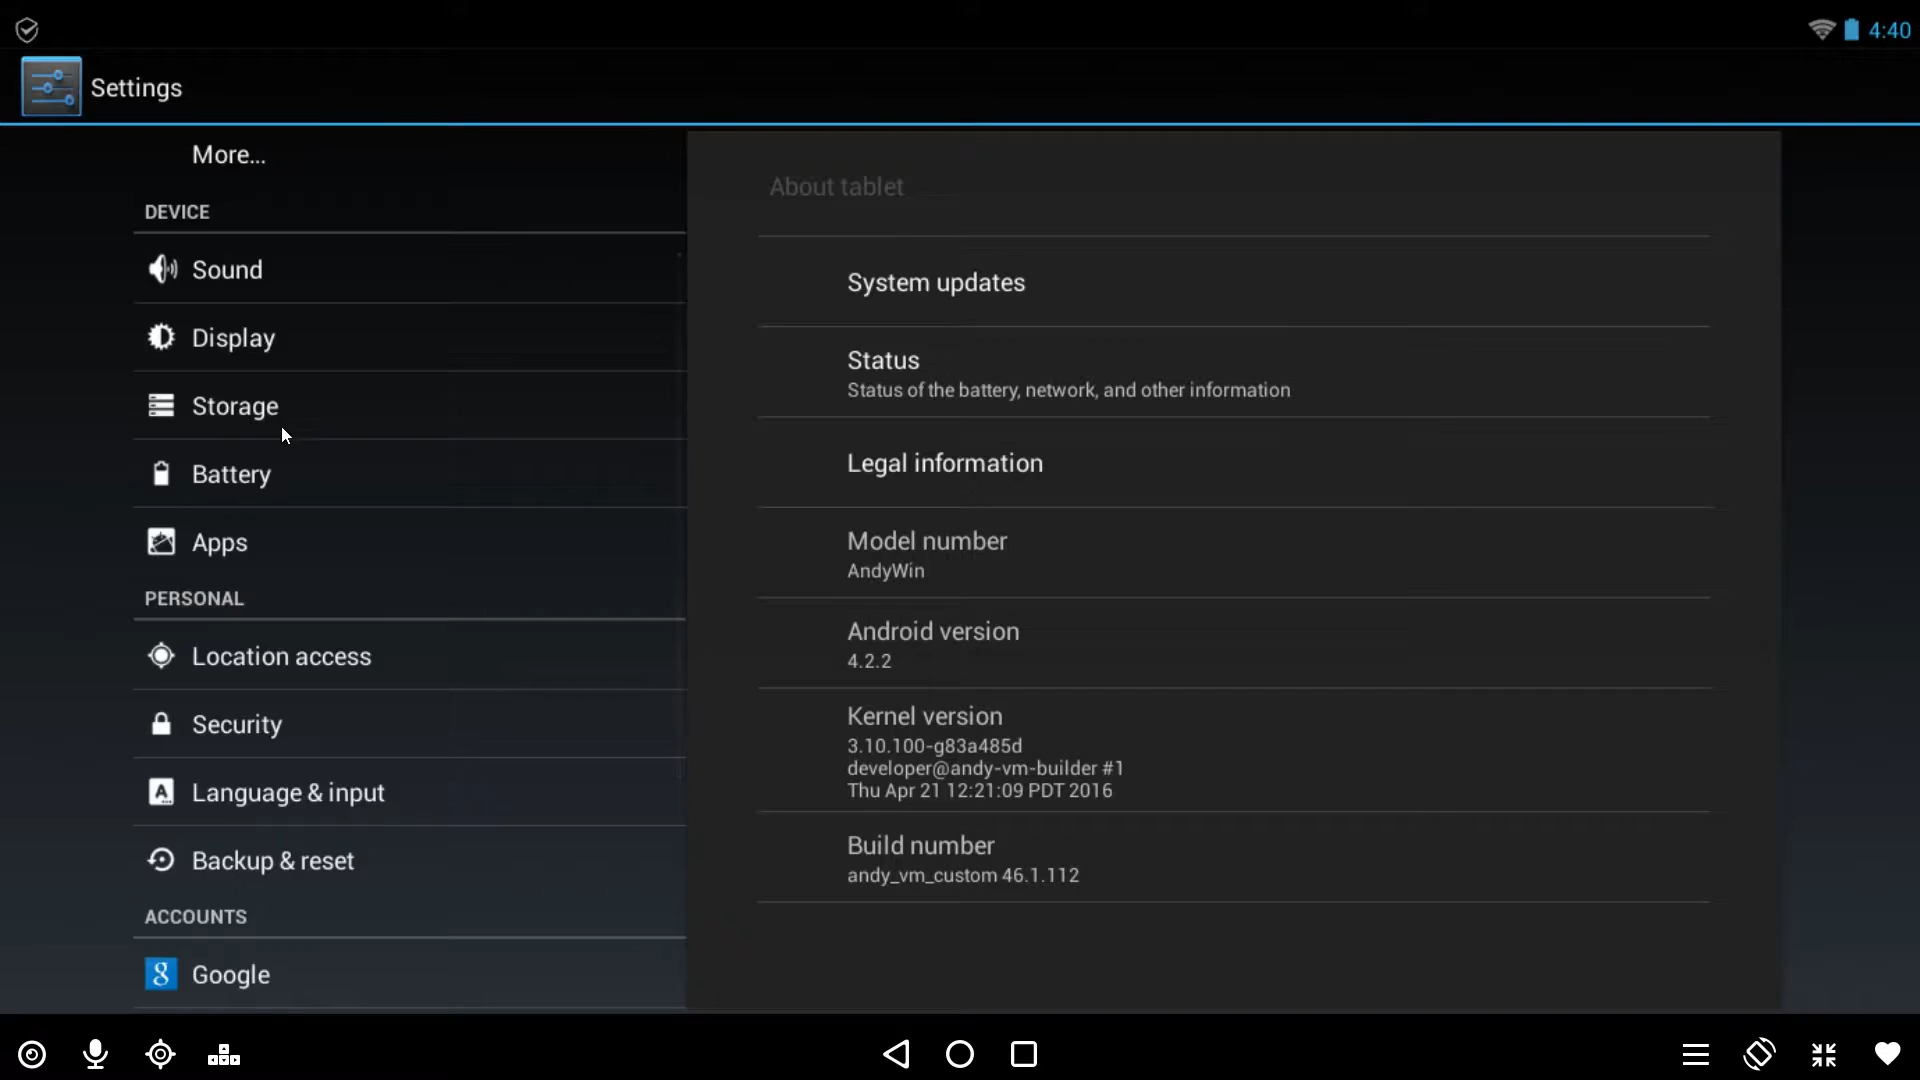 4:40
Settings
More...
DEVICE
Sound
Display
Storage
Battery
Apps
PERSONAL
Location access
Security
Language & input
Backup & reset
ACCOUNTS
Google
About tablet
System updates
Status
Status of the battery, network, and other information
Legal information
Model number
AndyWin
Android version
4.2.2
Kernel version
3.10.100-g83a485d
developer@andy-vm-builder #1
Thu Apr 21 12:21:09 PDT 2016
Build number
andy_vm_custom 46.1.112